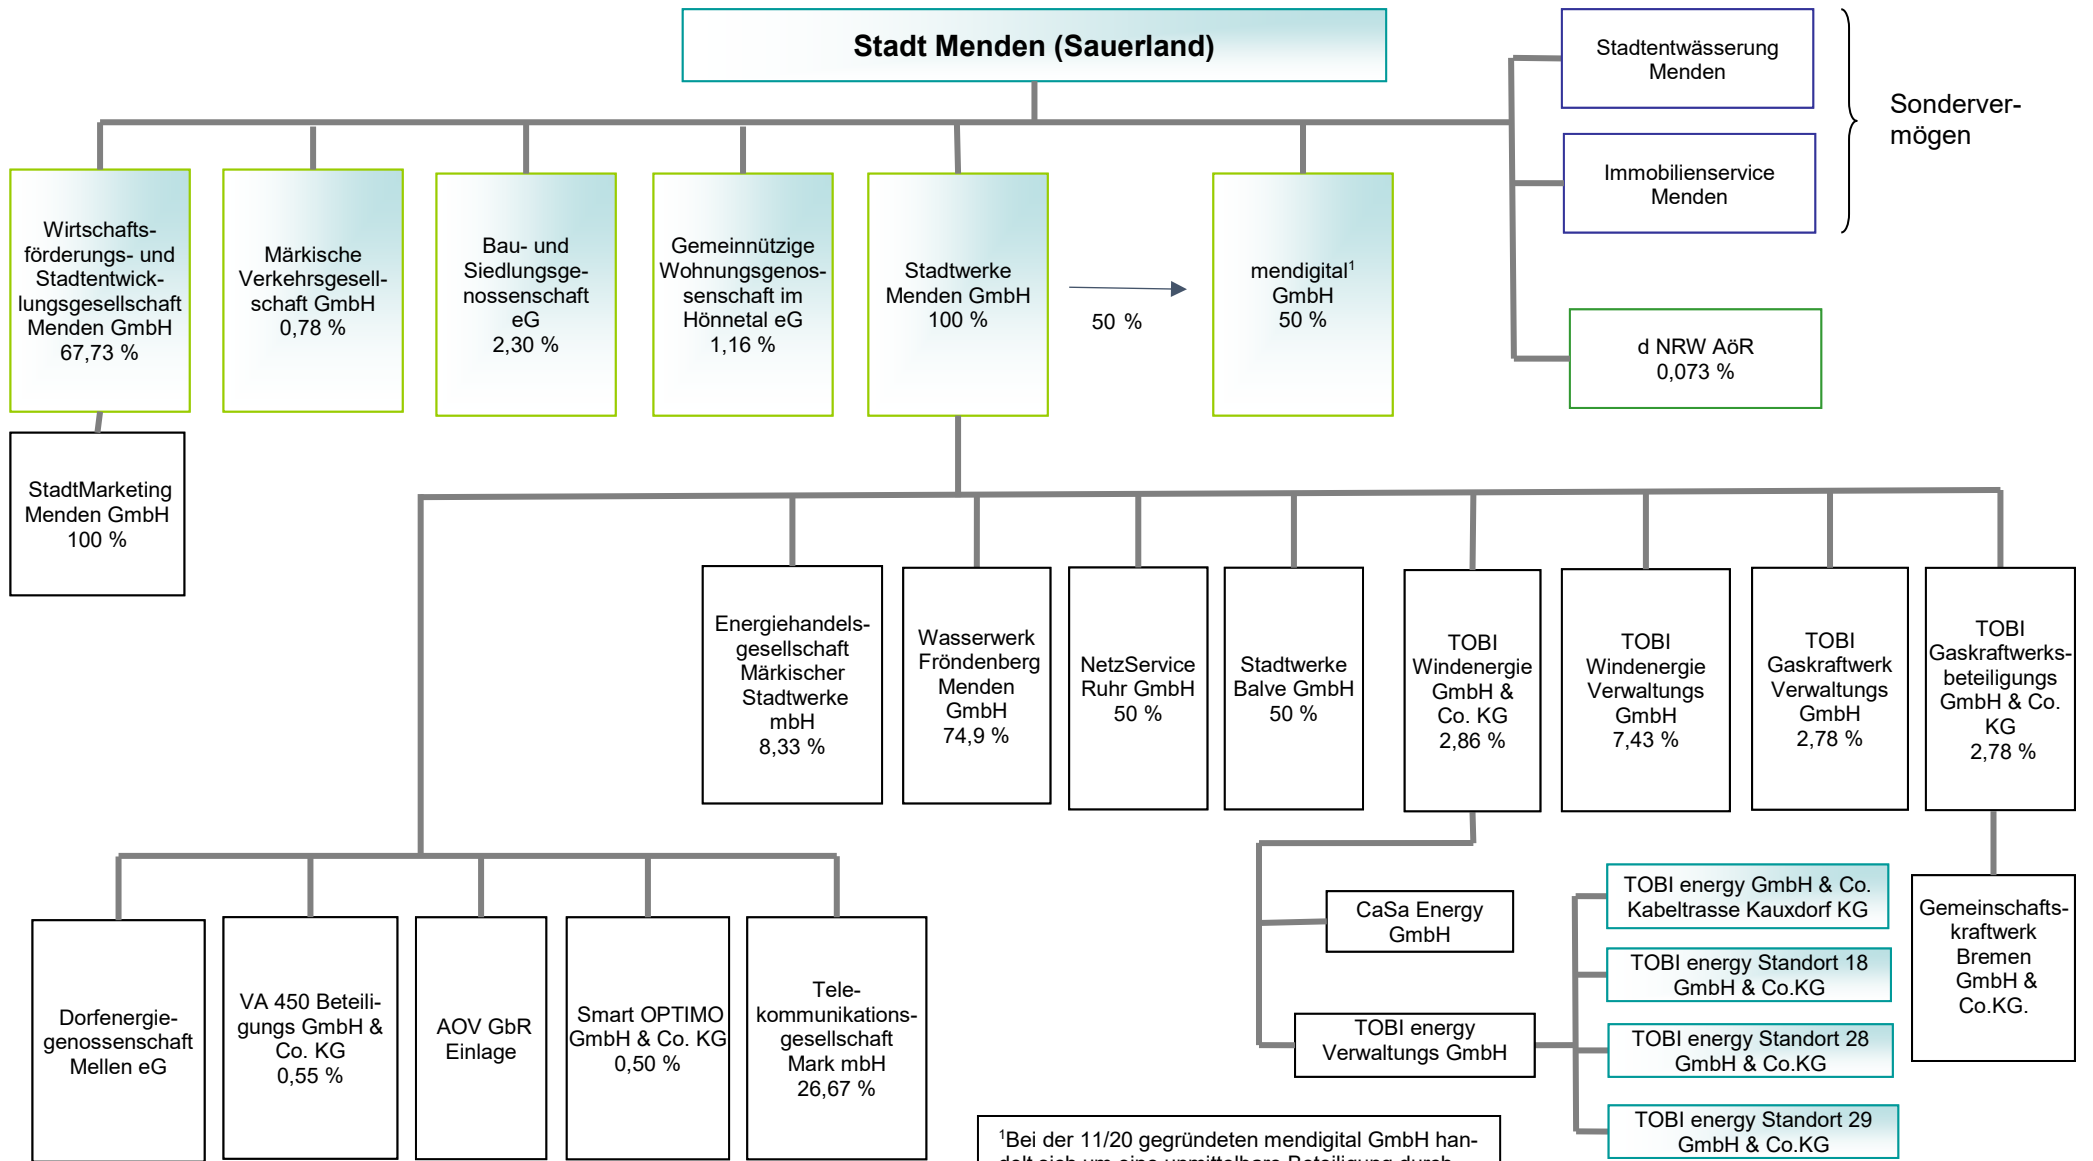 Stadt Menden (Sauerland)
Stadtentwässerung
Menden
Sonderver-
mögen
Immobilienservice
Menden
d NRW AöR
0,073 %
Wirtschafts-
förderungs- und
Stadtentwick-
lungsgesellschaft
Menden GmbH
67,73 %
Märkische
Verkehrsgesell-
schaft GmbH
0,78 %
Bau- und
Siedlungsge-
nossenschaft
eG
2,30 %
Gemeinnützige
Wohnungsgenos-
senschaft im
Hönnetal eG
1,16 %
Stadtwerke
Menden GmbH
100 %
50 %
mendigital¹
GmbH
50 %
StadtMarketing
Menden GmbH
100 %
Energiehandels-
gesellschaft
Märkischer
Stadtwerke
mbH
8,33 %
Wasserwerk
Fröndenberg
Menden
GmbH
74,9 %
NetzService
Ruhr GmbH
50 %
Stadtwerke
Balve GmbH
50 %
TOBI
Windenergie
GmbH &
Co. KG
2,86 %
TOBI
Windenergie
Verwaltungs
GmbH
7,43 %
TOBI
Gaskraftwerk
Verwaltungs
GmbH
2,78 %
TOBI
Gaskraftwerks-
beteiligungs
GmbH & Co.
KG
2,78 %
Dorfenergie-
genossenschaft
Mellen eG
VA 450 Beteili-
gungs GmbH &
Co. KG
0,55 %
AOV GbR
Einlage
Smart OPTIMO
GmbH & Co. KG
0,50 %
Tele-
kommunikations-
gesellschaft
Mark mbH
26,67 %
CaSa Energy
GmbH
TOBI energy
Verwaltungs GmbH
TOBI energy GmbH & Co.
Kabeltrasse Kauxdorf KG
TOBI energy Standort 18
GmbH & Co.KG
TOBI energy Standort 28
GmbH & Co.KG
TOBI energy Standort 29
GmbH & Co.KG
Gemeinschafts-
kraftwerk
Bremen
GmbH &
Co.KG.
¹Bei der 11/20 gegründeten mendigital GmbH han-
delt sich um eine unmittelbare Beteiligung durch